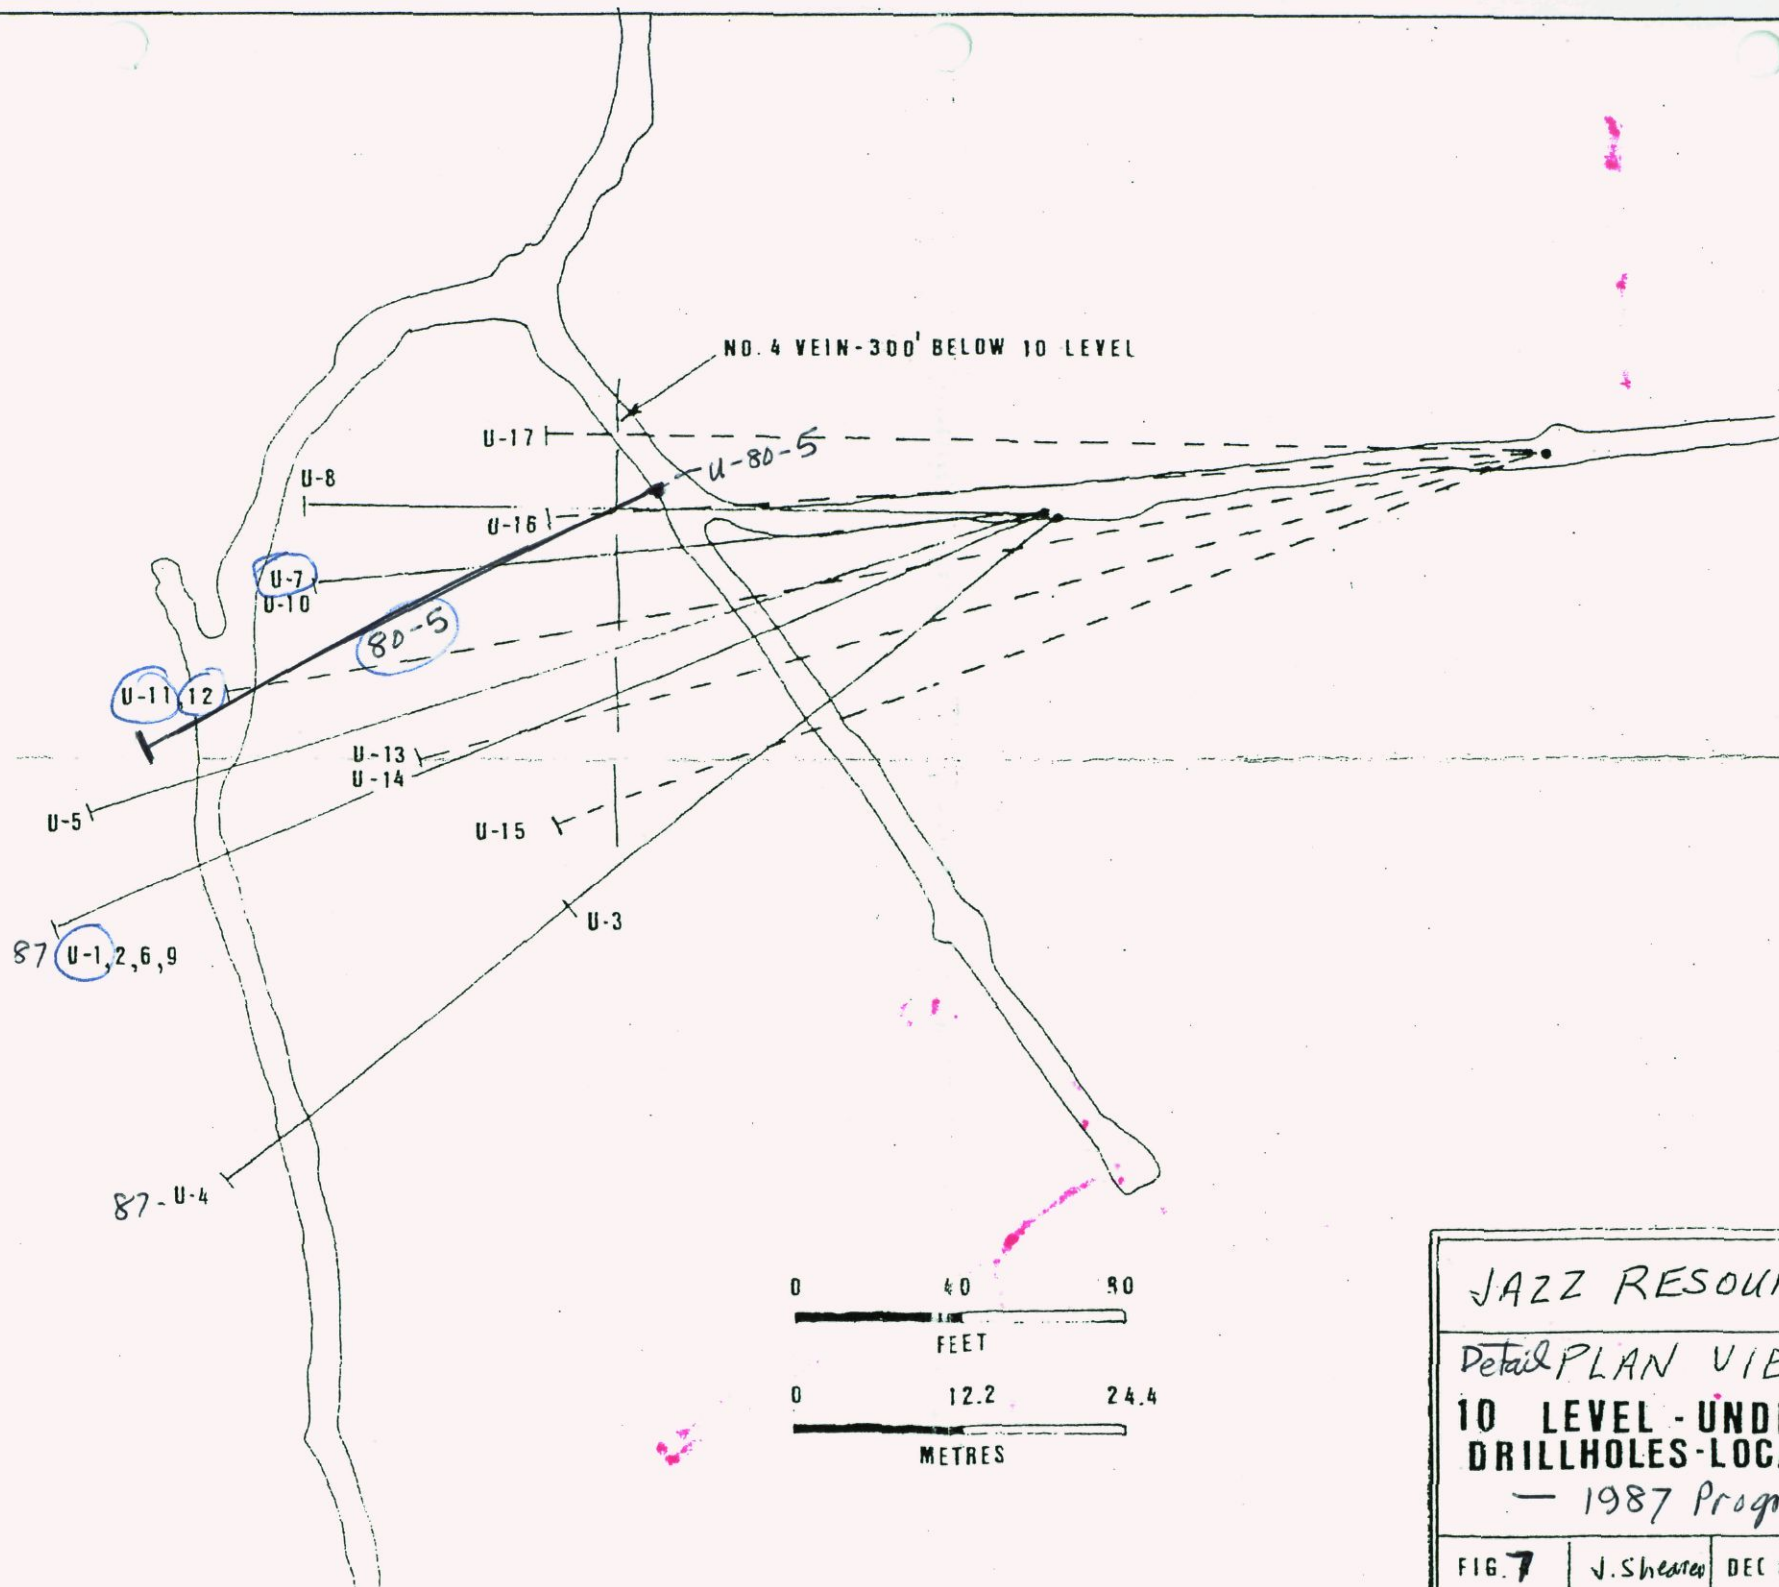 NO. 4 VEIN-300' BELOW 10 LEVEL
U-17
U-80-5
U-8
U-16
U-7
U-10
80-5
U-11, 12
U-13
U-14
U-5
U-15
U-3
87 U-1,2,6,9
87- U-4
0 40 80
FEET
0 12.2 24.4
METRES
JAZZ RESOU
Detail PLAN VIE
10 LEVEL - UND
DRILLHOLES-LOC
— 1987 Prog
FIG. 7 J. Shearer DEC